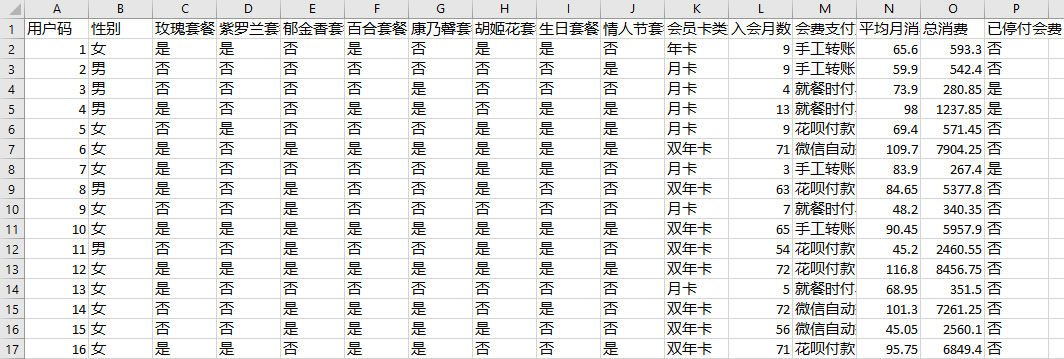 A B C D E F G H I J K L M N O P
1 用户码 性别 玫瑰套餐 紫罗兰套 郁金香套 百合套餐 康乃馨套 胡姬花套 生日套餐 情人节套 会员卡类 入会月数 会费支付 平均月消 总消费 已停付会费
2 1 女 是 是 否 是 否 是 是 否 年卡 9 手工转账 65.6 593.3 否
3 2 男 否 否 否 否 否 否 否 是 月卡 9 手工转账 59.9 542.4 否
4 3 男 否 否 否 否 是 否 否 否 月卡 4 就餐时付 73.9 280.85 是
5 4 男 是 否 否 是 是 否 是 是 月卡 13 就餐时付 98 1237.85 是
6 5 女 否 是 否 否 否 是 是 是 月卡 9 花呗付款 69.4 571.45 否
7 6 女 是 否 是 是 是 是 是 是 双年卡 71 微信自动 109.7 7904.25 否
8 7 女 是 否 否 否 否 是 是 否 月卡 3 手工转账 83.9 267.4 是
9 8 男 是 否 是 否 否 是 否 否 双年卡 63 花呗付款 84.65 5377.8 否
10 9 女 否 否 是 否 否 否 否 否 月卡 7 就餐时付 48.2 340.35 否
11 10 女 是 是 是 是 是 是 是 是 双年卡 65 手工转账 90.45 5957.9 否
12 11 男 否 否 是 否 否 是 是 否 双年卡 54 花呗付款 45.2 2460.55 否
13 12 女 是 是 是 是 是 是 是 是 双年卡 72 花呗付款 116.8 8456.75 否
14 13 女 是 否 否 否 否 否 否 否 月卡 5 就餐时付 68.95 351.5 否
15 14 女 否 否 是 是 是 否 是 否 双年卡 72 微信自动 101.3 7261.25 否
16 15 女 否 否 是 是 是 是 否 否 双年卡 56 微信自动 45.05 2560.1 否
17 16 女 是 是 否 是 是 否 否 是 双年卡 71 花呗付款 95.75 6849.4 否